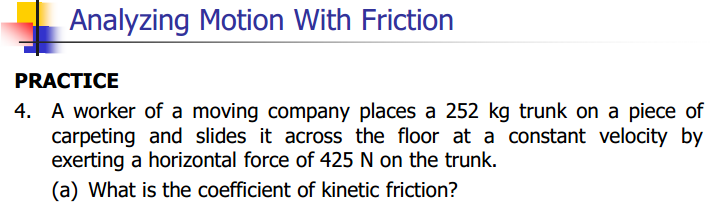 Analyzing Motion With Friction
PRACTICE
4. A worker of a moving company places a 252 kg trunk on a piece of
carpeting and slides it across the floor at a constant velocity by
exerting a horizontal force of 425 N on the trunk.
(a) What is the coefficient of kinetic friction?